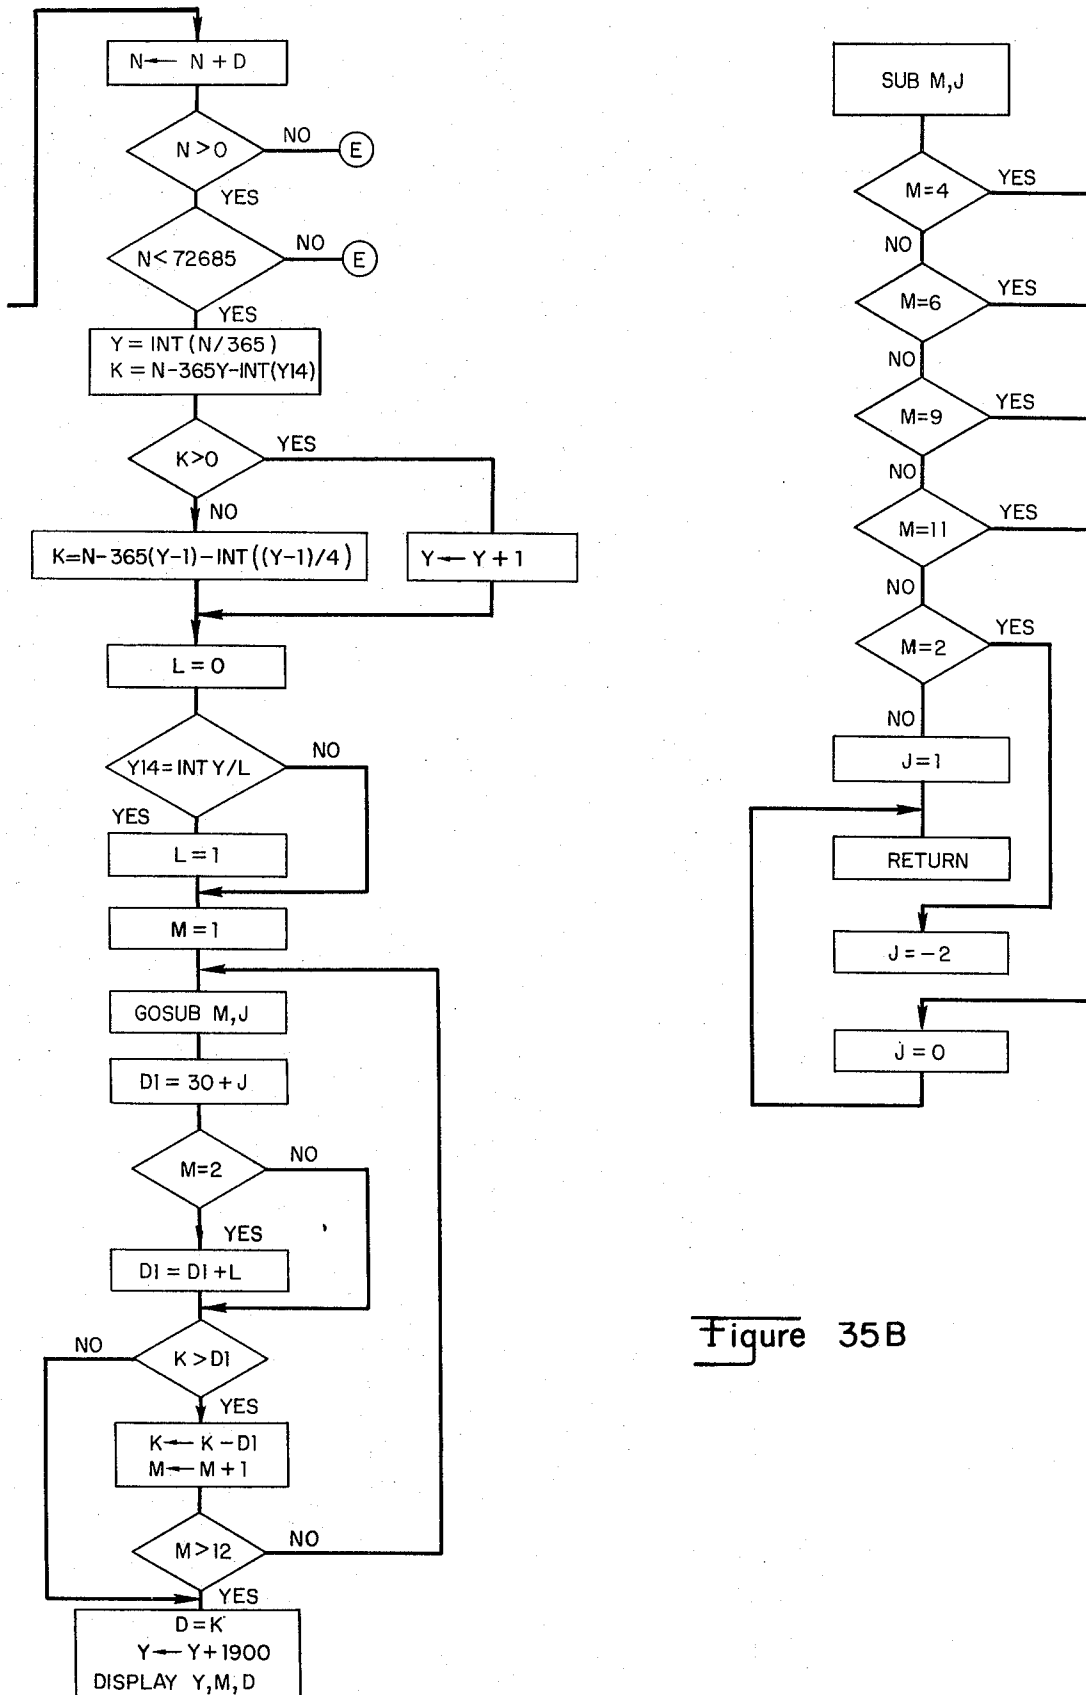 N ← N + D
N > 0
NO
E
YES
N < 72685
NO
E
YES
Y = INT (N/365)
K = N-365Y-INT(Y14)
K>0
YES
NO
K=N-365(Y-1)-INT((Y-1)/4)
Y ← Y + 1
L = 0
Y14=INT Y/L
NO
YES
L = 1
M = 1
GOSUB M,J
D1 = 30 + J
M=2
NO
YES
D1 = D1 + L
K > D1
NO
YES
K ← K - D1
M ← M + 1
M > 12
NO
YES
D = K
Y ← Y + 1900
DISPLAY Y, M, D
SUB M,J
M=4
YES
NO
M=6
YES
NO
M=9
YES
NO
M=11
YES
NO
M=2
YES
NO
J = 1
RETURN
J = -2
J = 0
Figure 35B